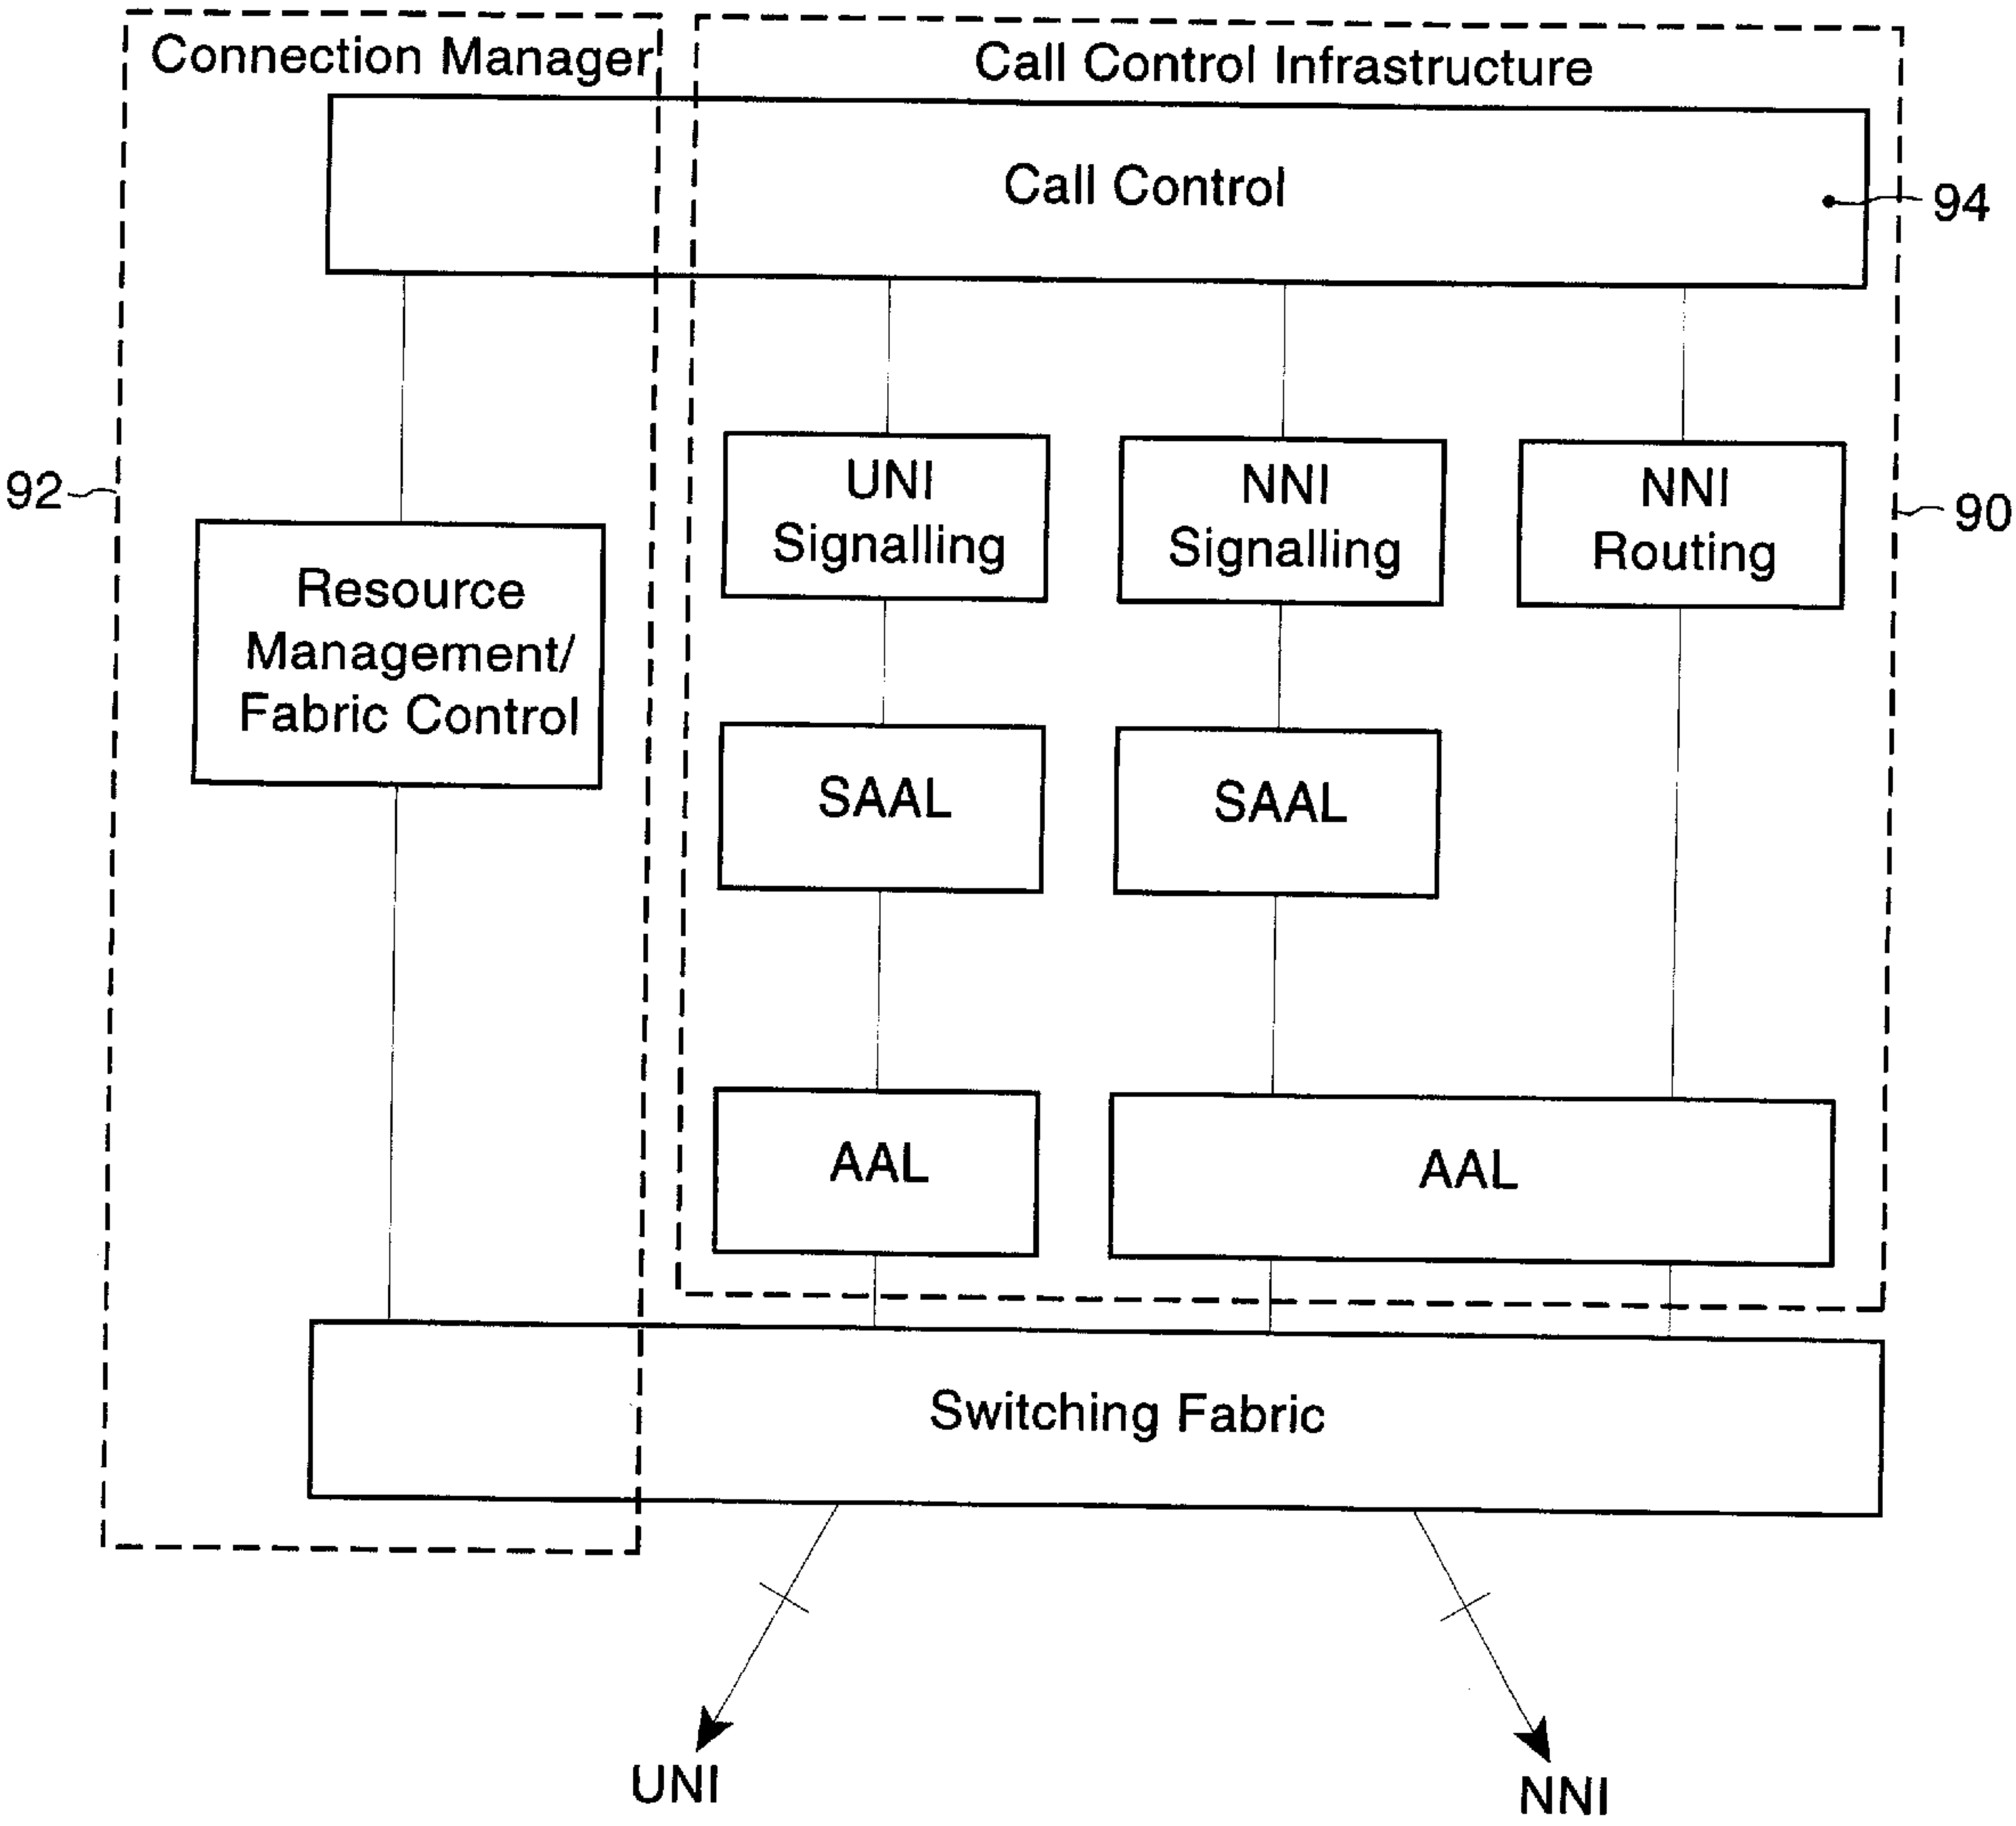 Connection Manager
Call Control Infrastructure
Call Control
94
92
90
UNI
Signalling
NNI
Signalling
NNI
Routing
Resource
Management/
Fabric Control
SAAL
SAAL
AAL
AAL
Switching Fabric
UNI
NNI